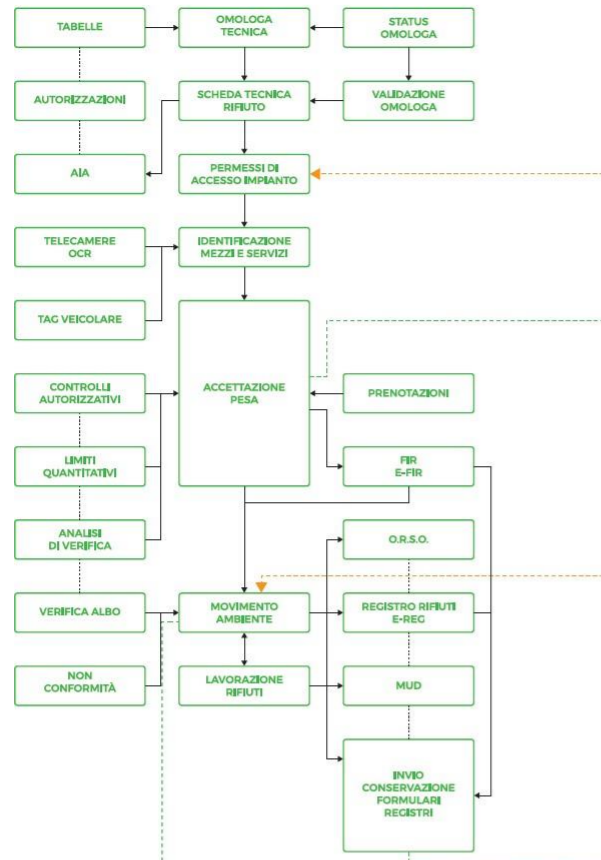 TABELLE
OMOLOGA
TECNICA
STATUS
OMOLOGA
AUTORIZZAZIONI
SCHEDA TECNICA
RIFIUTO
VALIDAZIONE
OMOLOGA
AIA
PERMESSI DI
ACCESSO IMPIANTO
TELECAMERE
OCR
IDENTIFICAZIONE
MEZZI E SERVIZI
TAG VEICOLARE
ACCETTAZIONE
PESA
CONTROLLI
AUTORIZZATIVI
PRENOTAZIONI
LIMITI
QUANTITATIVI
FIR
E-FIR
ANALISI
DI VERIFICA
O.R.S.O.
VERIFICA ALBO
MOVIMENTO
AMBIENTE
REGISTRO RIFIUTI
E-REG
NON
CONFORMITÀ
LAVORAZIONE
RIFIUTI
MUD
INVIO
CONSERVAZIONE
FORMULARI
REGISTRI